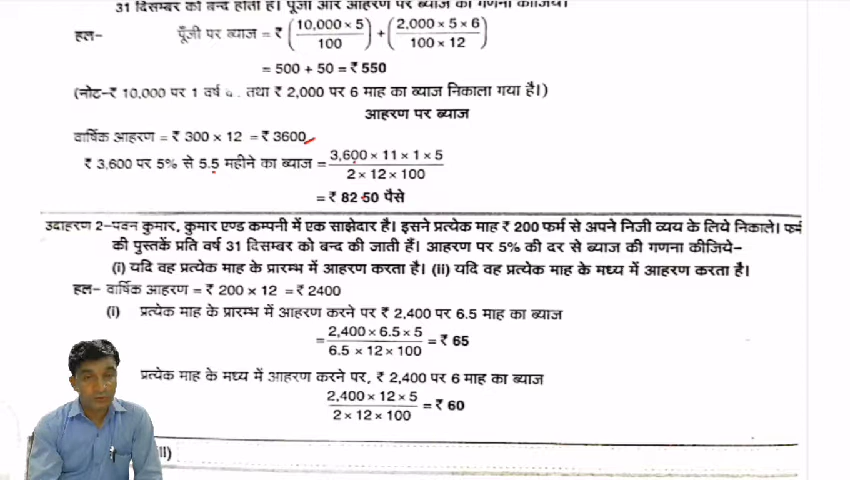 31 दिसम्बर को बन्द होती है। पूंजी और आहरण पर ब्याज की गणना कीजिये।
हल- पूँजी पर ब्याज = ₹ (10,000 × 5 / 100) + (2,000 × 5 × 6 / 100 × 12)
= 500 + 50 = ₹ 550
(नोट-₹ 10,000 पर 1 वर्ष तथा ₹ 2,000 पर 6 माह का ब्याज निकाला गया है।)
आहरण पर ब्याज
वार्षिक आहरण = ₹ 300 × 12 = ₹ 3600
₹ 3,600 पर 5% से 5.5 महीने का ब्याज = 3,600 × 11 × 1 × 5 / 2 × 12 × 100
= ₹ 82·50 पैसे
उदाहरण 2-पवन कुमार, कुमार एण्ड कम्पनी में एक साझेदार है। इसने प्रत्येक माह ₹ 200 फर्म से अपने निजी व्यय के लिये निकाले। फर्म
की पुस्तकें प्रति वर्ष 31 दिसम्बर को बन्द की जाती हैं। आहरण पर 5% की दर से ब्याज की गणना कीजिये-
(i) यदि वह प्रत्येक माह के प्रारम्भ में आहरण करता है। (ii) यदि वह प्रत्येक माह के मध्य में आहरण करता है।
हल- वार्षिक आहरण = ₹ 200 × 12 = ₹ 2400
(i) प्रत्येक माह के प्रारम्भ में आहरण करने पर ₹ 2,400 पर 6.5 माह का ब्याज
= 2,400 × 6.5 × 5 / 6.5 × 12 × 100 = ₹ 65
प्रत्येक माह के मध्य में आहरण करने पर, ₹ 2,400 पर 6 माह का ब्याज
2,400 × 12 × 5 / 2 × 12 × 100 = ₹ 60
II)